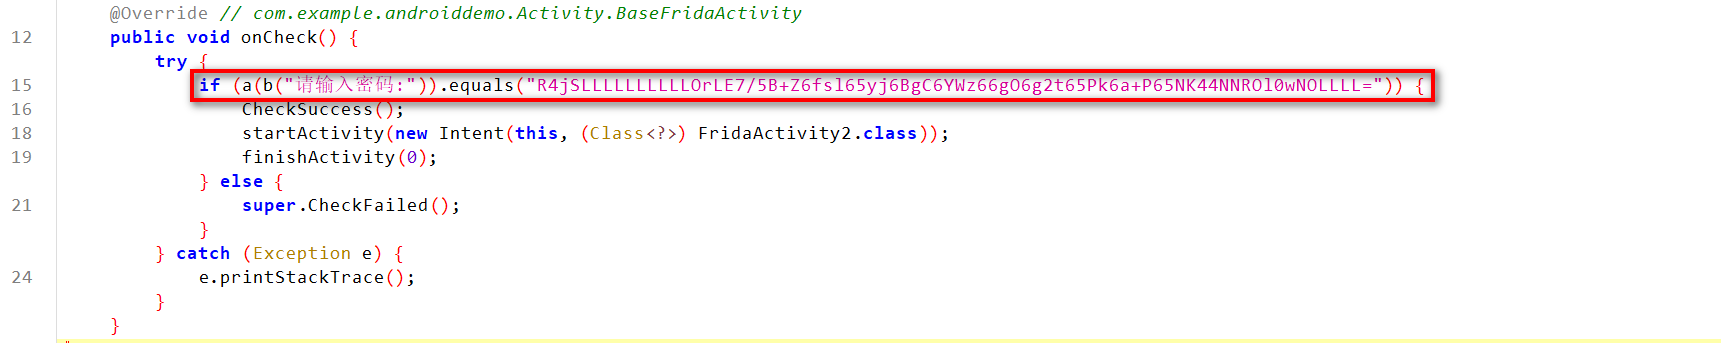 @Override // com.example.androiddemo.Activity.BaseFridaActivity
12 public void onCheck() {
try {
15 if (a(b("请输入密码:")).equals("R4jSLLLLLLLLLLOrLE7/5B+Z6fsl65yj6BgC6YWz66gO6g2t65Pk6a+P65NK44NNROl0wNOLLLL=")) {
16 CheckSuccess();
18 startActivity(new Intent(this, (Class<?>) FridaActivity2.class));
19 finishActivity(0);
} else {
21 super.CheckFailed();
}
} catch (Exception e) {
24 e.printStackTrace();
}
}